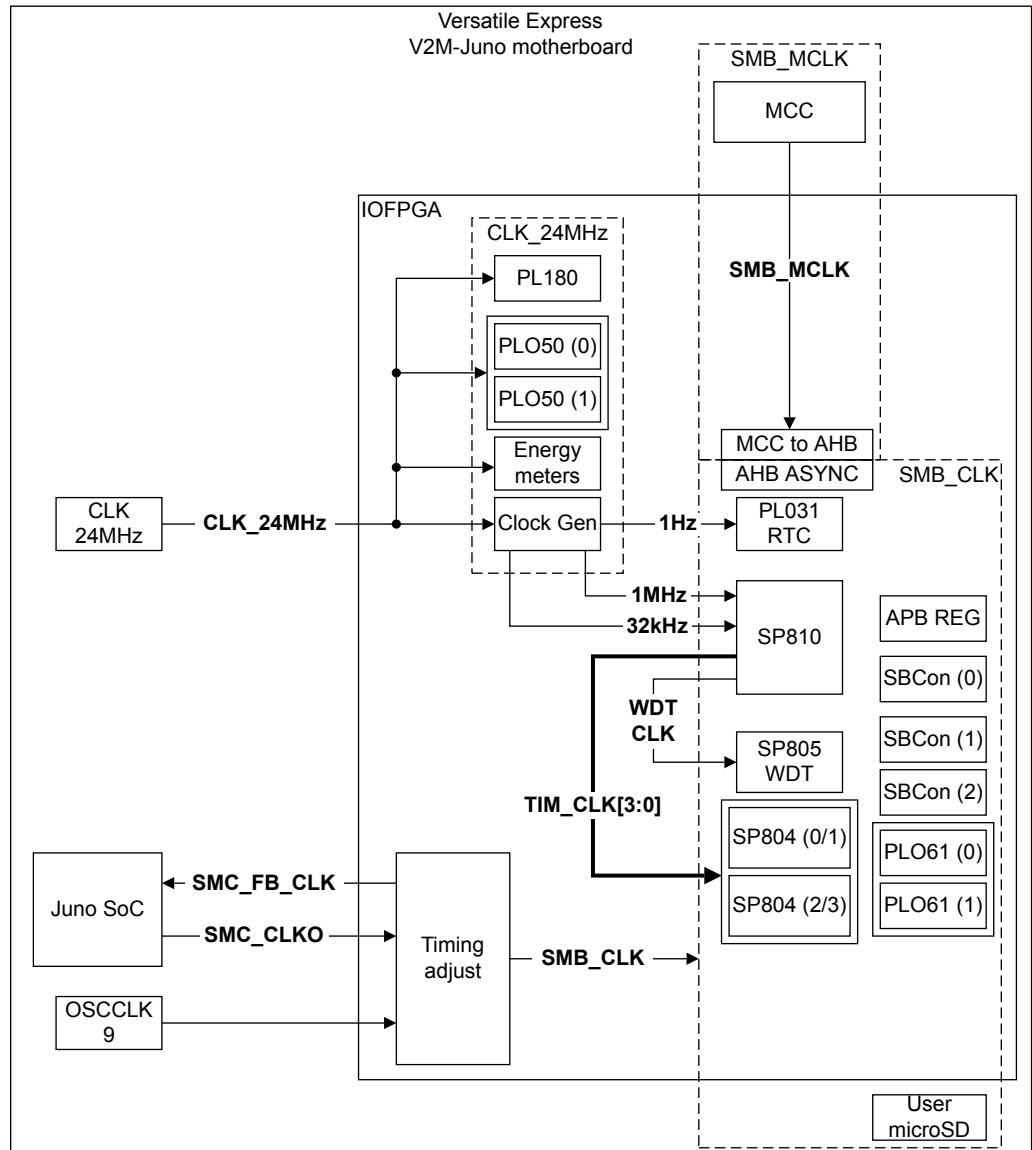 Versatile Express
V2M-Juno motherboard
SMB_MCLK
MCC
IOFPGA
CLK_24MHz
PL180
SMB_MCLK
PLO50 (0)
PLO50 (1)
MCC to AHB
Energy
meters
AHB ASYNC
SMB_CLK
CLK
24MHz
CLK_24MHz
Clock Gen
1Hz
PL031
RTC
1MHz
32kHz
SP810
APB REG
SBCon (0)
WDT
CLK
SP805
WDT
SBCon (1)
SBCon (2)
TIM_CLK[3:0]
SP804 (0/1)
SP804 (2/3)
PLO61 (0)
PLO61 (1)
Juno SoC
SMC_FB_CLK
SMC_CLKO
Timing
adjust
SMB_CLK
OSCCLK
9
User
microSD